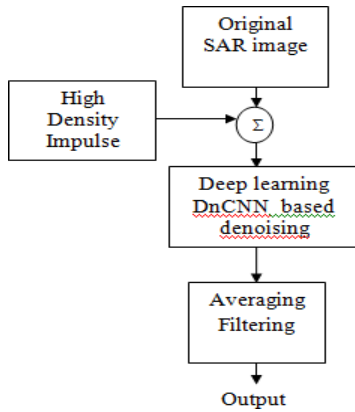 Original
SAR image
High
Density
Impulse
Σ
Deep learning
DnCNN based
denoising
Averaging
Filtering
Output